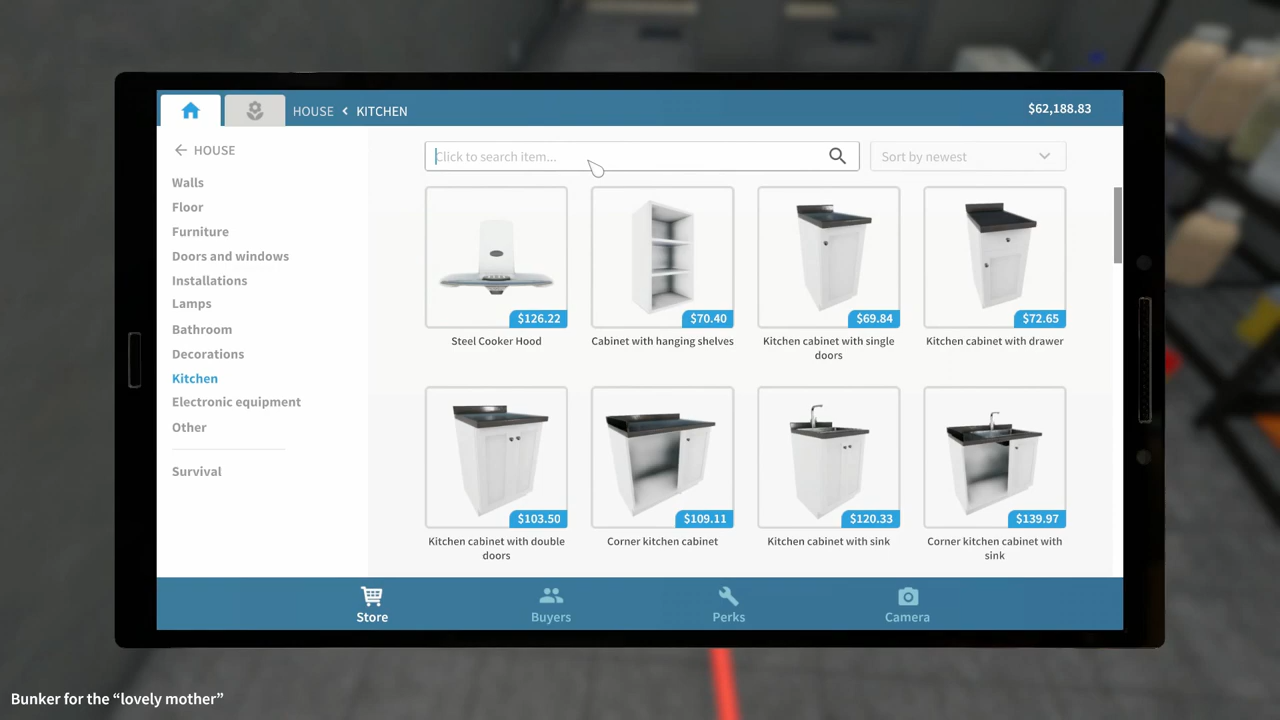 HOUSE < KITCHEN
$62,188.83
HOUSE
Walls
Floor
Furniture
Doors and windows
Installations
Lamps
Bathroom
Decorations
Kitchen
Electronic equipment
Other
Survival
Click to search item...
Sort by newest
$126.22
Steel Cooker Hood
$70.40
Cabinet with hanging shelves
$69.84
Kitchen cabinet with single
doors
$72.65
Kitchen cabinet with drawer
$103.50
Kitchen cabinet with double
doors
$109.11
Corner kitchen cabinet
$120.33
Kitchen cabinet with sink
$139.97
Corner kitchen cabinet with
sink
Store
Buyers
Perks
Camera
Bunker for the “lovely mother”